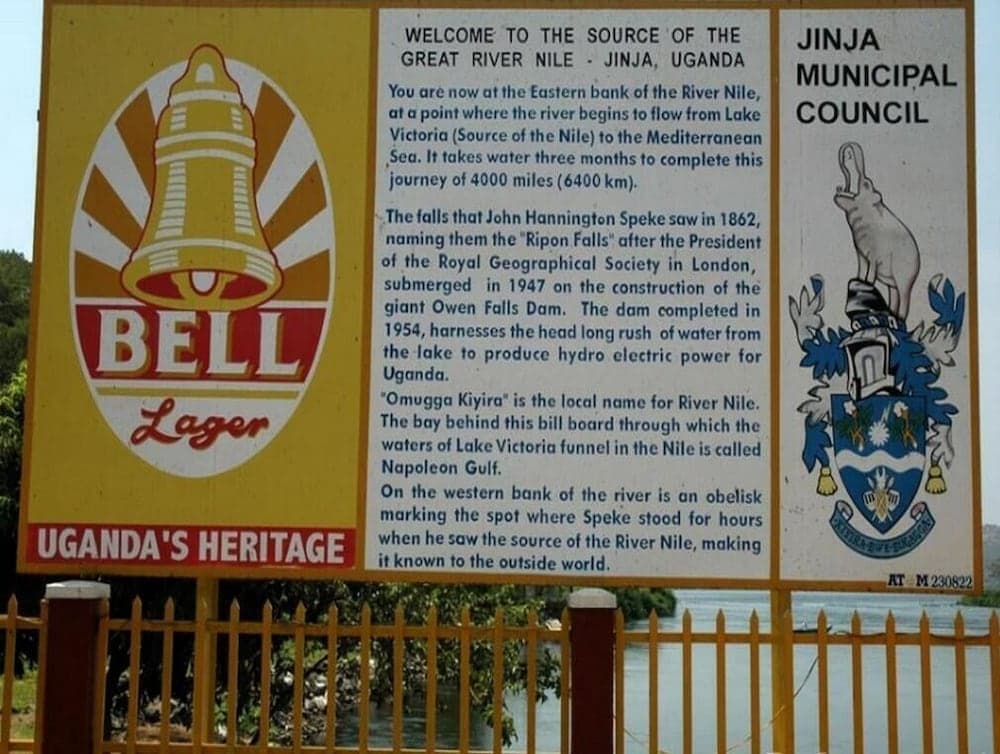 BELL
Lager
UGANDA'S HERITAGE
WELCOME TO THE SOURCE OF THE
GREAT RIVER NILE - JINJA, UGANDA
You are now at the Eastern bank of the River Nile,
at a point where the river begins to flow from Lake
Victoria (Source of the Nile) to the Mediterranean
Sea. It takes water three months to complete this
journey of 4000 miles (6400 km).
The falls that John Hannington Speke saw in 1862,
naming them the "Ripon Falls" after the President
of the Royal Geographical Society in London,
submerged in 1947 on the construction of the
giant Owen Falls Dam. The dam completed in
1954, harnesses the head long rush of water from
the lake to produce hydro electric power for
Uganda.
"Omugga Kiyira" is the local name for River Nile.
The bay behind this bill board through which the
waters of Lake Victoria funnel in the Nile is called
Napoleon Gulf.
On the western bank of the river is an obelisk
marking the spot where Speke stood for hours
when he saw the source of the River Nile, making
it known to the outside world.
JINJA
MUNICIPAL
COUNCIL
AT M 230822